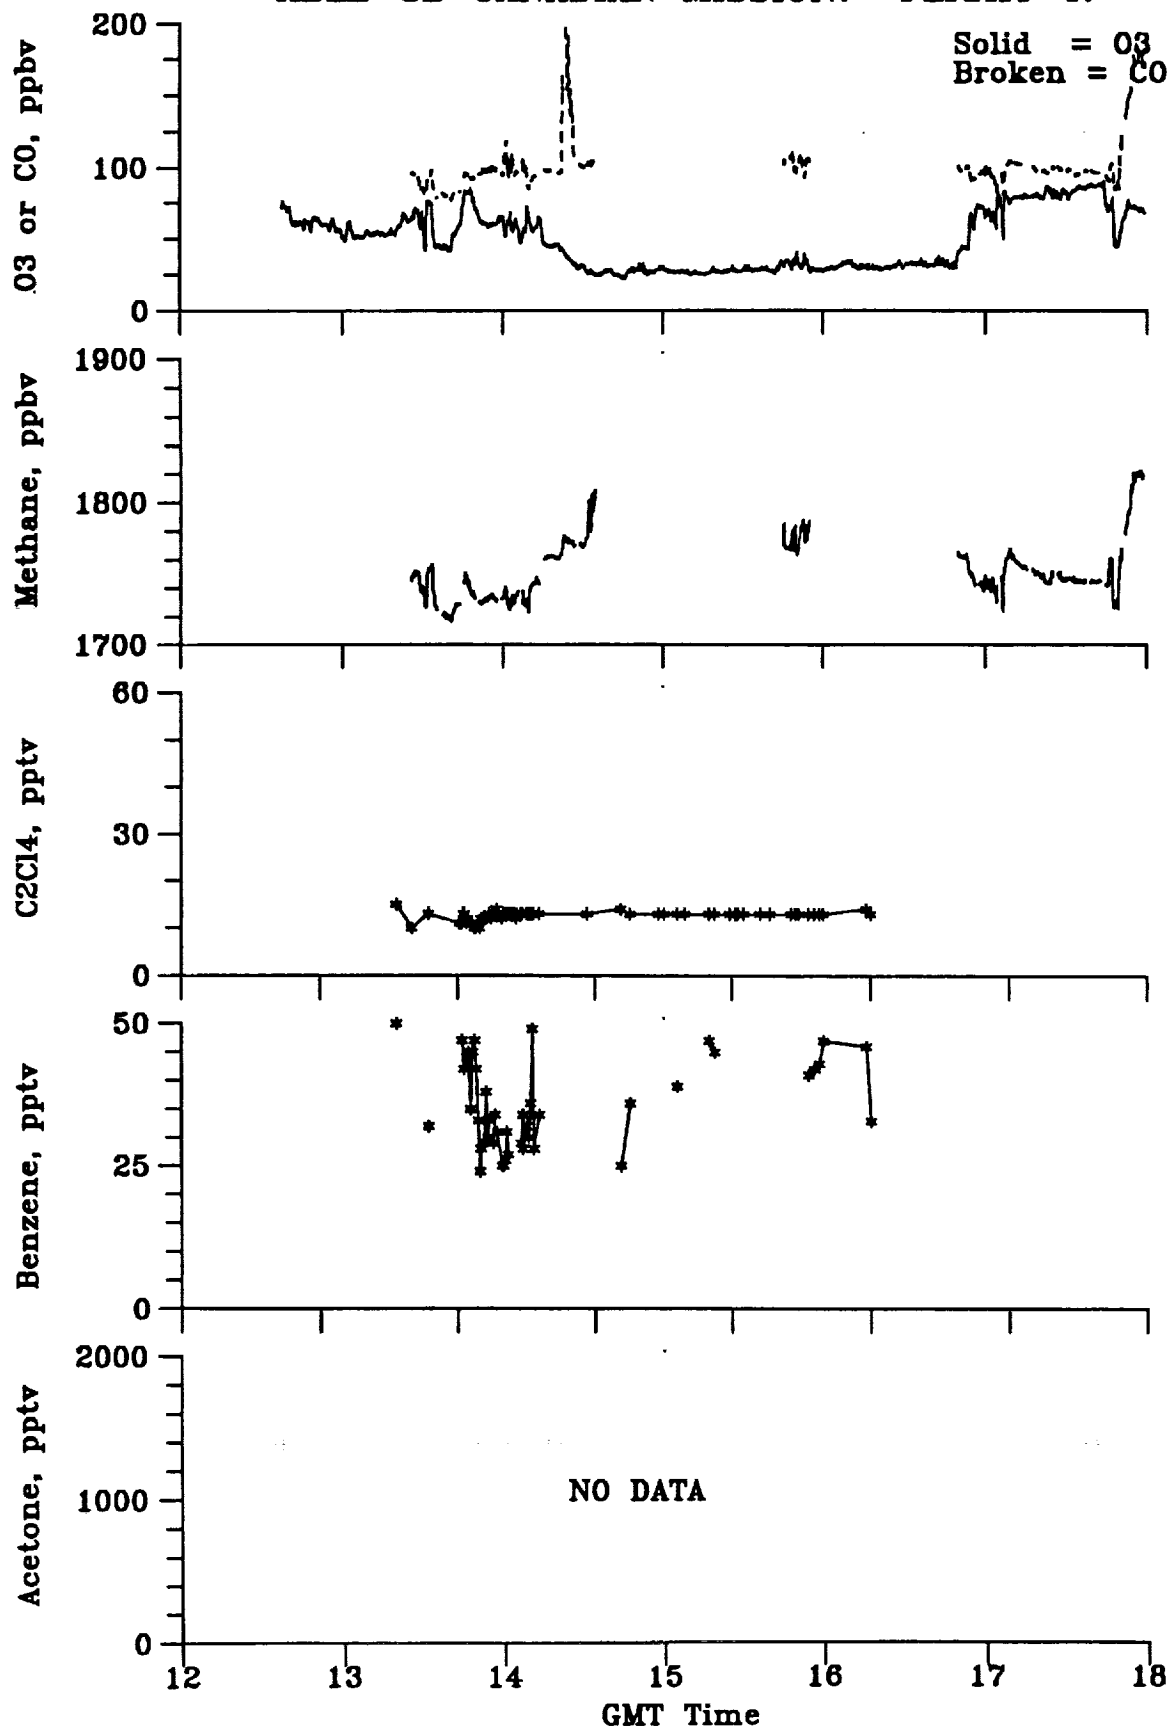 Solid = O3
Broken = CO
O3 or CO, ppbv
200
100
0
Methane, ppbv
1900
1800
1700
C2Cl4, pptv
60
30
0
Benzene, pptv
50
25
0
Acetone, pptv
2000
1000
0
NO DATA
12 13 14 15 16 17 18
GMT Time